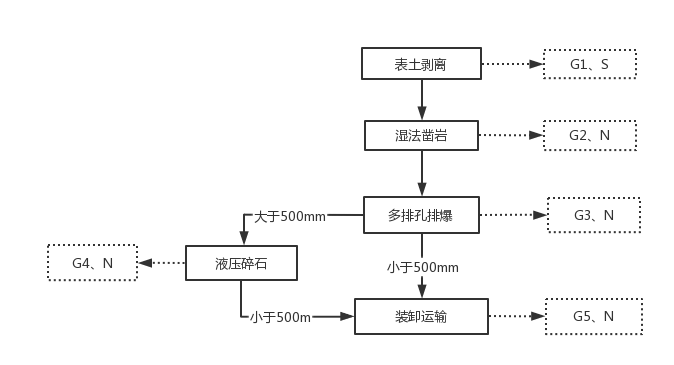 表土剥离
G1、S
湿法凿岩
G2、N
多排孔排爆
G3、N
大于500mm
液压碎石
G4、N
小于500mm
小于500m
装卸运输
G5、N